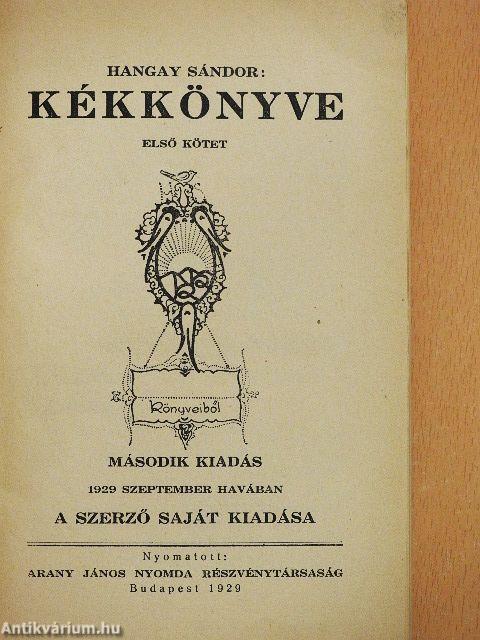 HANGAY SÁNDOR:
KÉKKÖNYVE
ELSŐ KÖTET
Könyveiből
MÁSODIK KIADÁS
1929 SZEPTEMBER HAVÁBAN
A SZERZŐ SAJÁT KIADÁSA
Nyomatott:
ARANY JÁNOS NYOMDA RÉSZVÉNYTÁRSASÁG
Budapest 1929
Antikvárium.hu